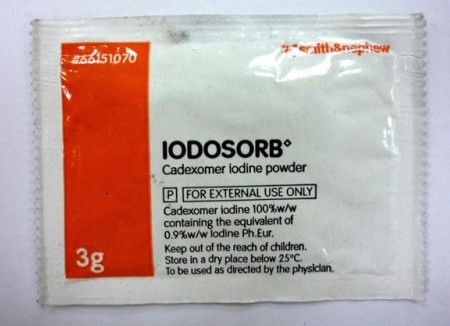 #66151070
smith&nephew
IODOSORB◊
Cadexomer iodine powder
P FOR EXTERNAL USE ONLY
Cadexomer iodine 100%w/w
containing the equivalent of
0.9%w/w Iodine Ph.Eur.
Keep out of the reach of children.
Store in a dry place below 25°C.
To be used as directed by the physician.
3g